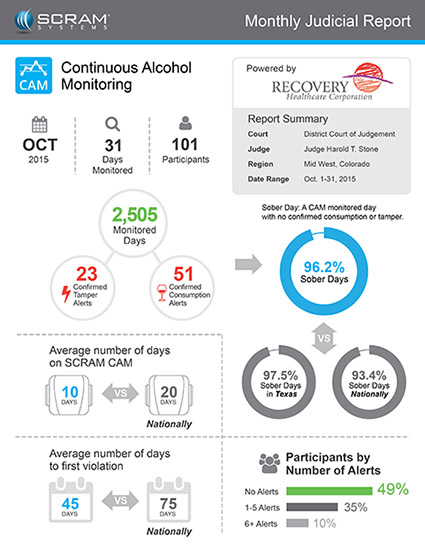 SCRAM®
SYSTEMS
Monthly Judicial Report
CAM
Continuous Alcohol
Monitoring
OCT
2015
31
Days
Monitored
101
Participants
Powered by
RECOVERY
Healthcare Corporation
Report Summary
Court District Court of Judgement
Judge Judge Harold T. Stone
Region Mid West, Colorado
Date Range Oct. 1-31, 2015
2,505
Monitored
Days
23
Confirmed
Tamper
Alerts
51
Confirmed
Consumption
Alerts
Sober Day: A CAM monitored day
with no confirmed consumption or tamper.
96.2%
Sober Days
VS
97.5%
Sober Days
in Texas
93.4%
Sober Days
Nationally
Average number of days
on SCRAM CAM
10
DAYS
VS
20
DAYS
Nationally
Average number of days
to first violation
45
DAYS
VS
75
DAYS
Nationally
Participants by
Number of Alerts
No Alerts 49%
1-5 Alerts 35%
6+ Alerts 10%